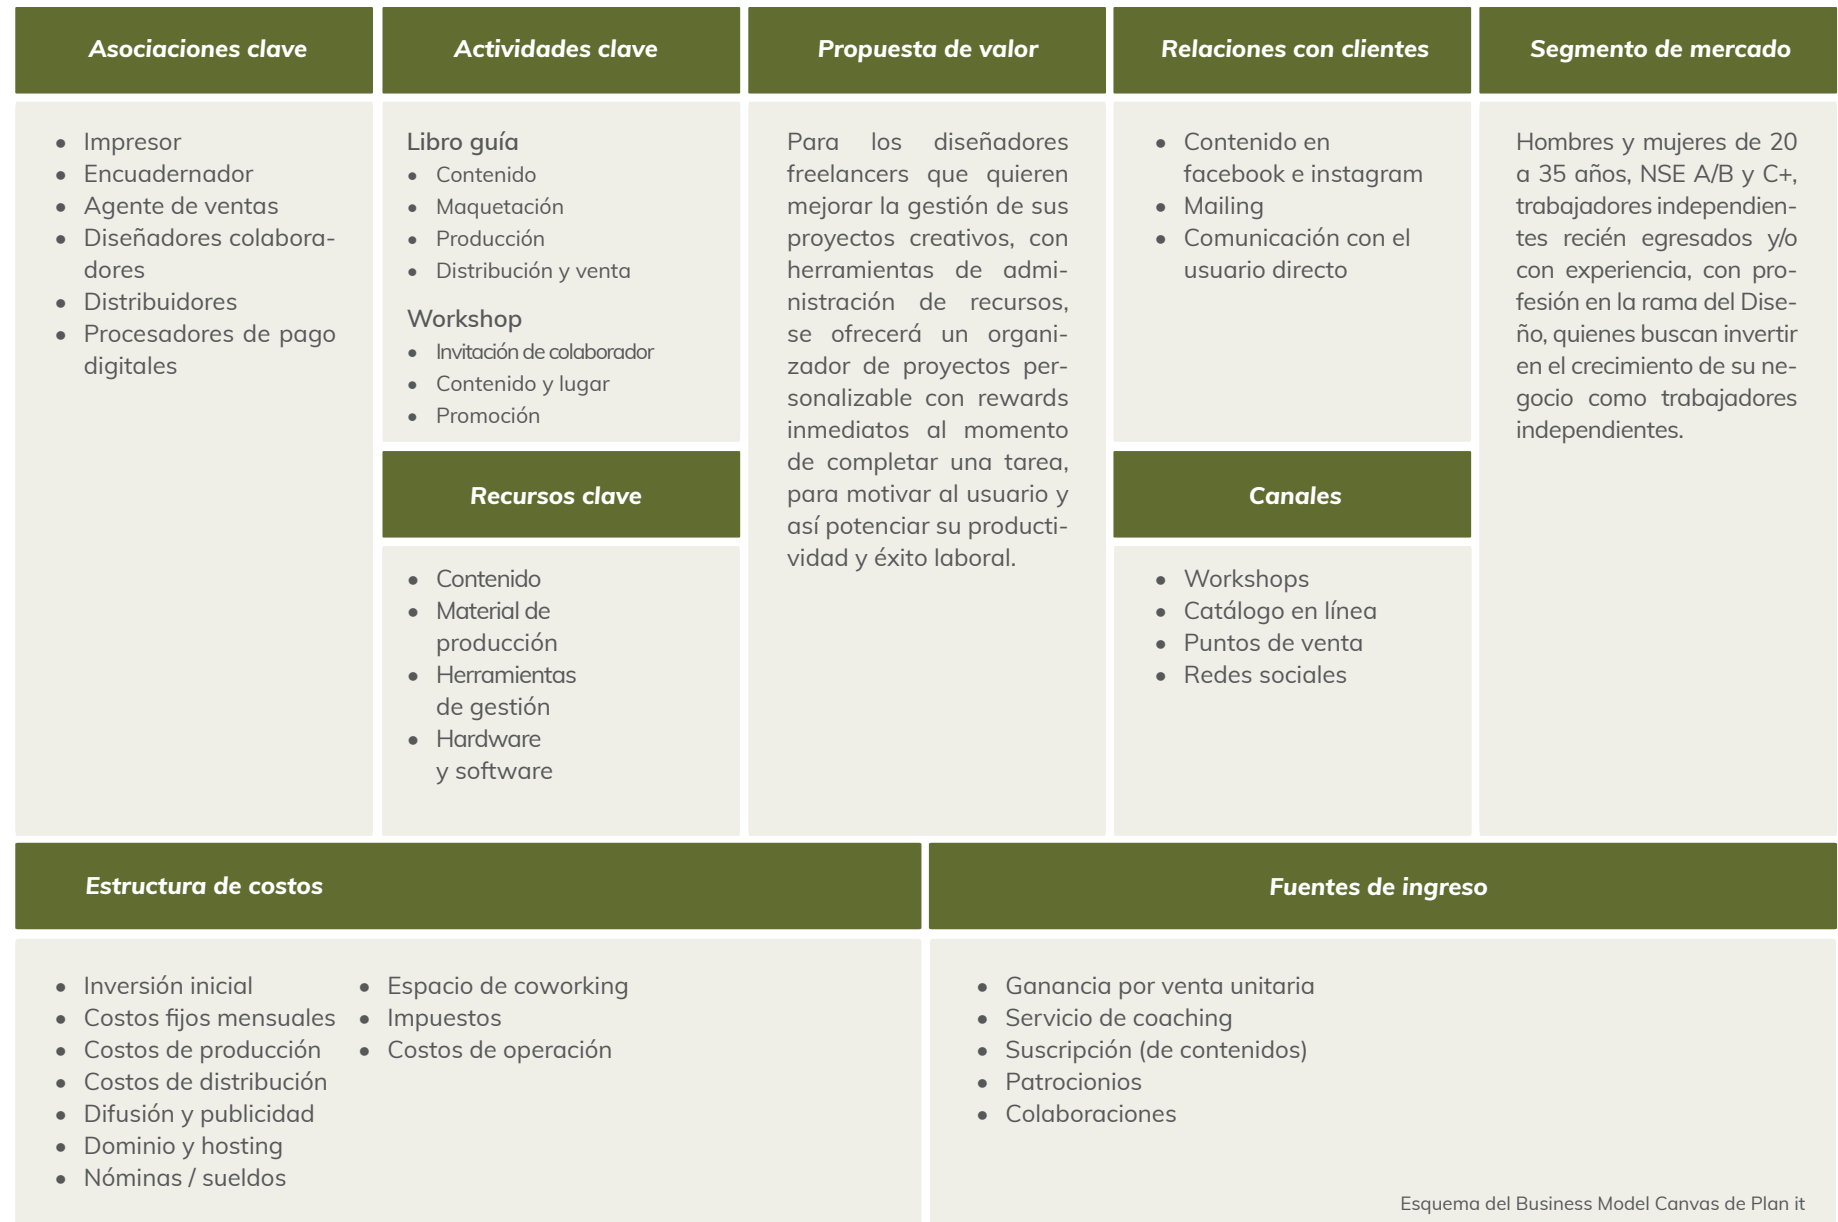 Asociaciones clave
Impresor
Encuadernador
Agente de ventas
Diseñadores colabora-
dores
Distribuidores
Procesadores de pago
digitales
Actividades clave
Libro guía
Contenido
Maquetación
Producción
Distribución y venta
Workshop
Invitación de colaborador
Contenido y lugar
Promoción
Recursos clave
Contenido
Material de
producción
Herramientas
de gestión
Hardware
y software
Propuesta de valor
Para los diseñadores
freelancers que quieren
mejorar la gestión de sus
proyectos creativos, con
herramientas de admi-
nistración de recursos,
se ofrecerá un organi-
zador de proyectos per-
sonalizable con rewards
inmediatos al momento
de completar una tarea,
para motivar al usuario y
así potenciar su producti-
vidad y éxito laboral.
Relaciones con clientes
Contenido en
facebook e instagram
Mailing
Comunicación con el
usuario directo
Canales
Workshops
Catálogo en línea
Puntos de venta
Redes sociales
Segmento de mercado
Hombres y mujeres de 20
a 35 años, NSE A/B y C+,
trabajadores independien-
tes recién egresados y/o
con experiencia, con pro-
fesión en la rama del Dise-
ño, quienes buscan invertir
en el crecimiento de su ne-
gocio como trabajadores
independientes.
Estructura de costos
Inversión inicial
Costos fijos mensuales
Costos de producción
Costos de distribución
Difusión y publicidad
Dominio y hosting
Nóminas / sueldos
Espacio de coworking
Impuestos
Costos de operación
Fuentes de ingreso
Ganancia por venta unitaria
Servicio de coaching
Suscripción (de contenidos)
Patrocionios
Colaboraciones
Esquema del Business Model Canvas de Plan it